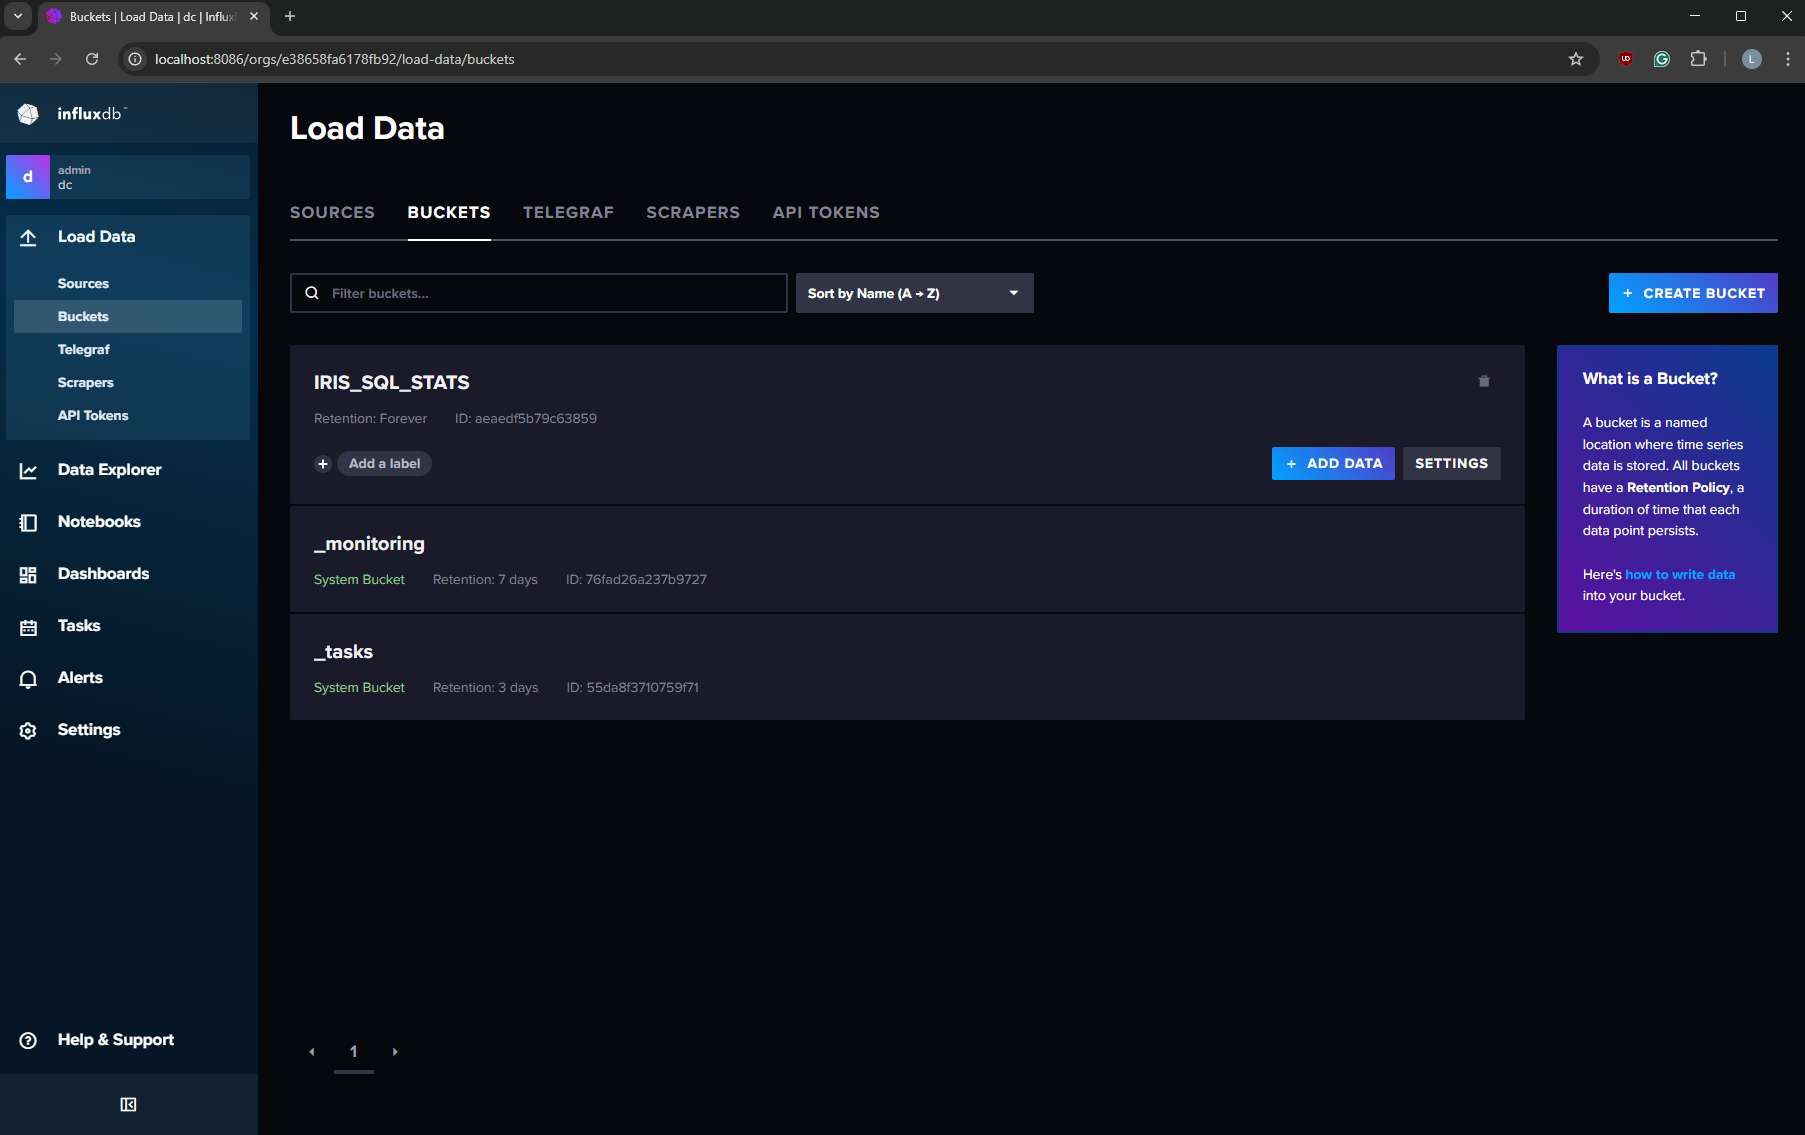 Buckets | Load Data | dc | Influx
localhost:8086/orgs/e38658fa6178fb92/load-data/buckets
L
influxdb™
d
admin
dc
Load Data
Sources
Buckets
Telegraf
Scrapers
API Tokens
Data Explorer
Notebooks
Dashboards
Tasks
Alerts
Settings
Help & Support
Load Data
SOURCES BUCKETS TELEGRAF SCRAPERS API TOKENS
Filter buckets...
Sort by Name (A → Z)
+ CREATE BUCKET
IRIS_SQL_STATS
Retention: Forever ID: aeaedf5b79c63859
+ Add a label
+ ADD DATA
SETTINGS
_monitoring
System Bucket Retention: 7 days ID: 76fad26a237b9727
_tasks
System Bucket Retention: 3 days ID: 55da8f3710759f71
What is a Bucket?
A bucket is a named
location where time series
data is stored. All buckets
have a Retention Policy, a
duration of time that each
data point persists.
Here's how to write data
into your bucket.
1